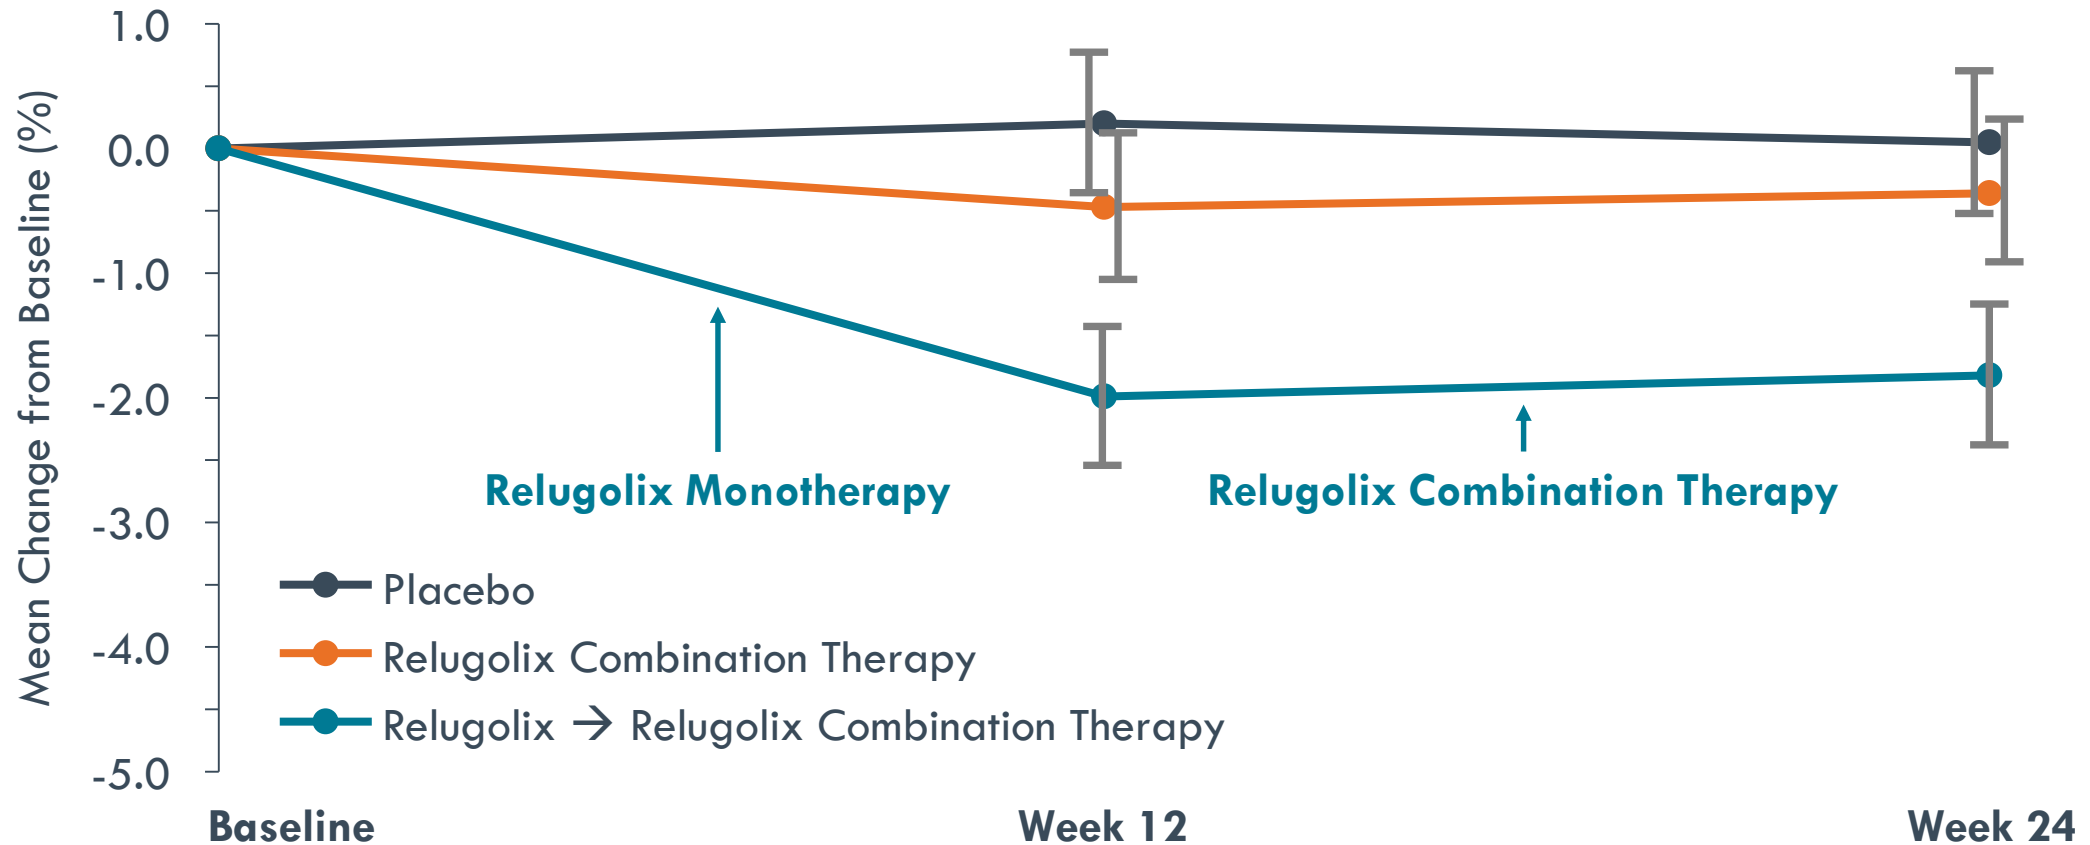 Mean Change from Baseline (%)
1.0
0.0
-1.0
-2.0
-3.0
-4.0
-5.0
Relugolix Monotherapy
Relugolix Combination Therapy
Placebo
Relugolix Combination Therapy
Relugolix → Relugolix Combination Therapy
Baseline
Week 12
Week 24